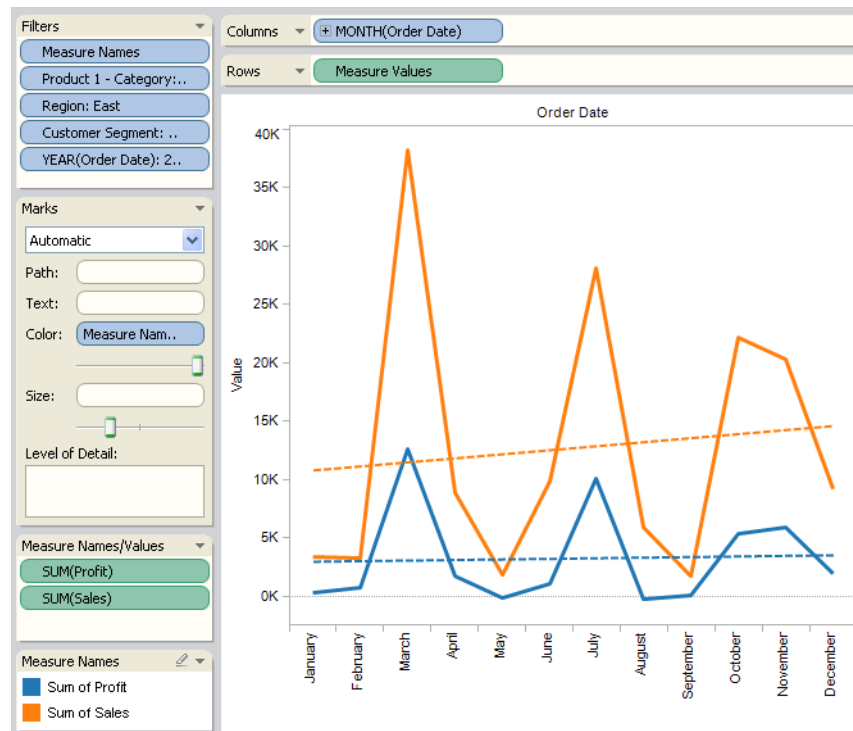 Filters
Measure Names
Product 1 - Category:..
Region: East
Customer Segment: ..
YEAR(Order Date): 2..
Marks
Automatic
Path:
Text:
Color: Measure Nam..
Size:
Level of Detail:
Measure Names/Values
SUM(Profit)
SUM(Sales)
Measure Names
Sum of Profit
Sum of Sales
Columns MONTH(Order Date)
Rows Measure Values
Order Date
Value
40K
35K
30K
25K
20K
15K
10K
5K
0K
January
February
March
April
May
June
July
August
September
October
November
December